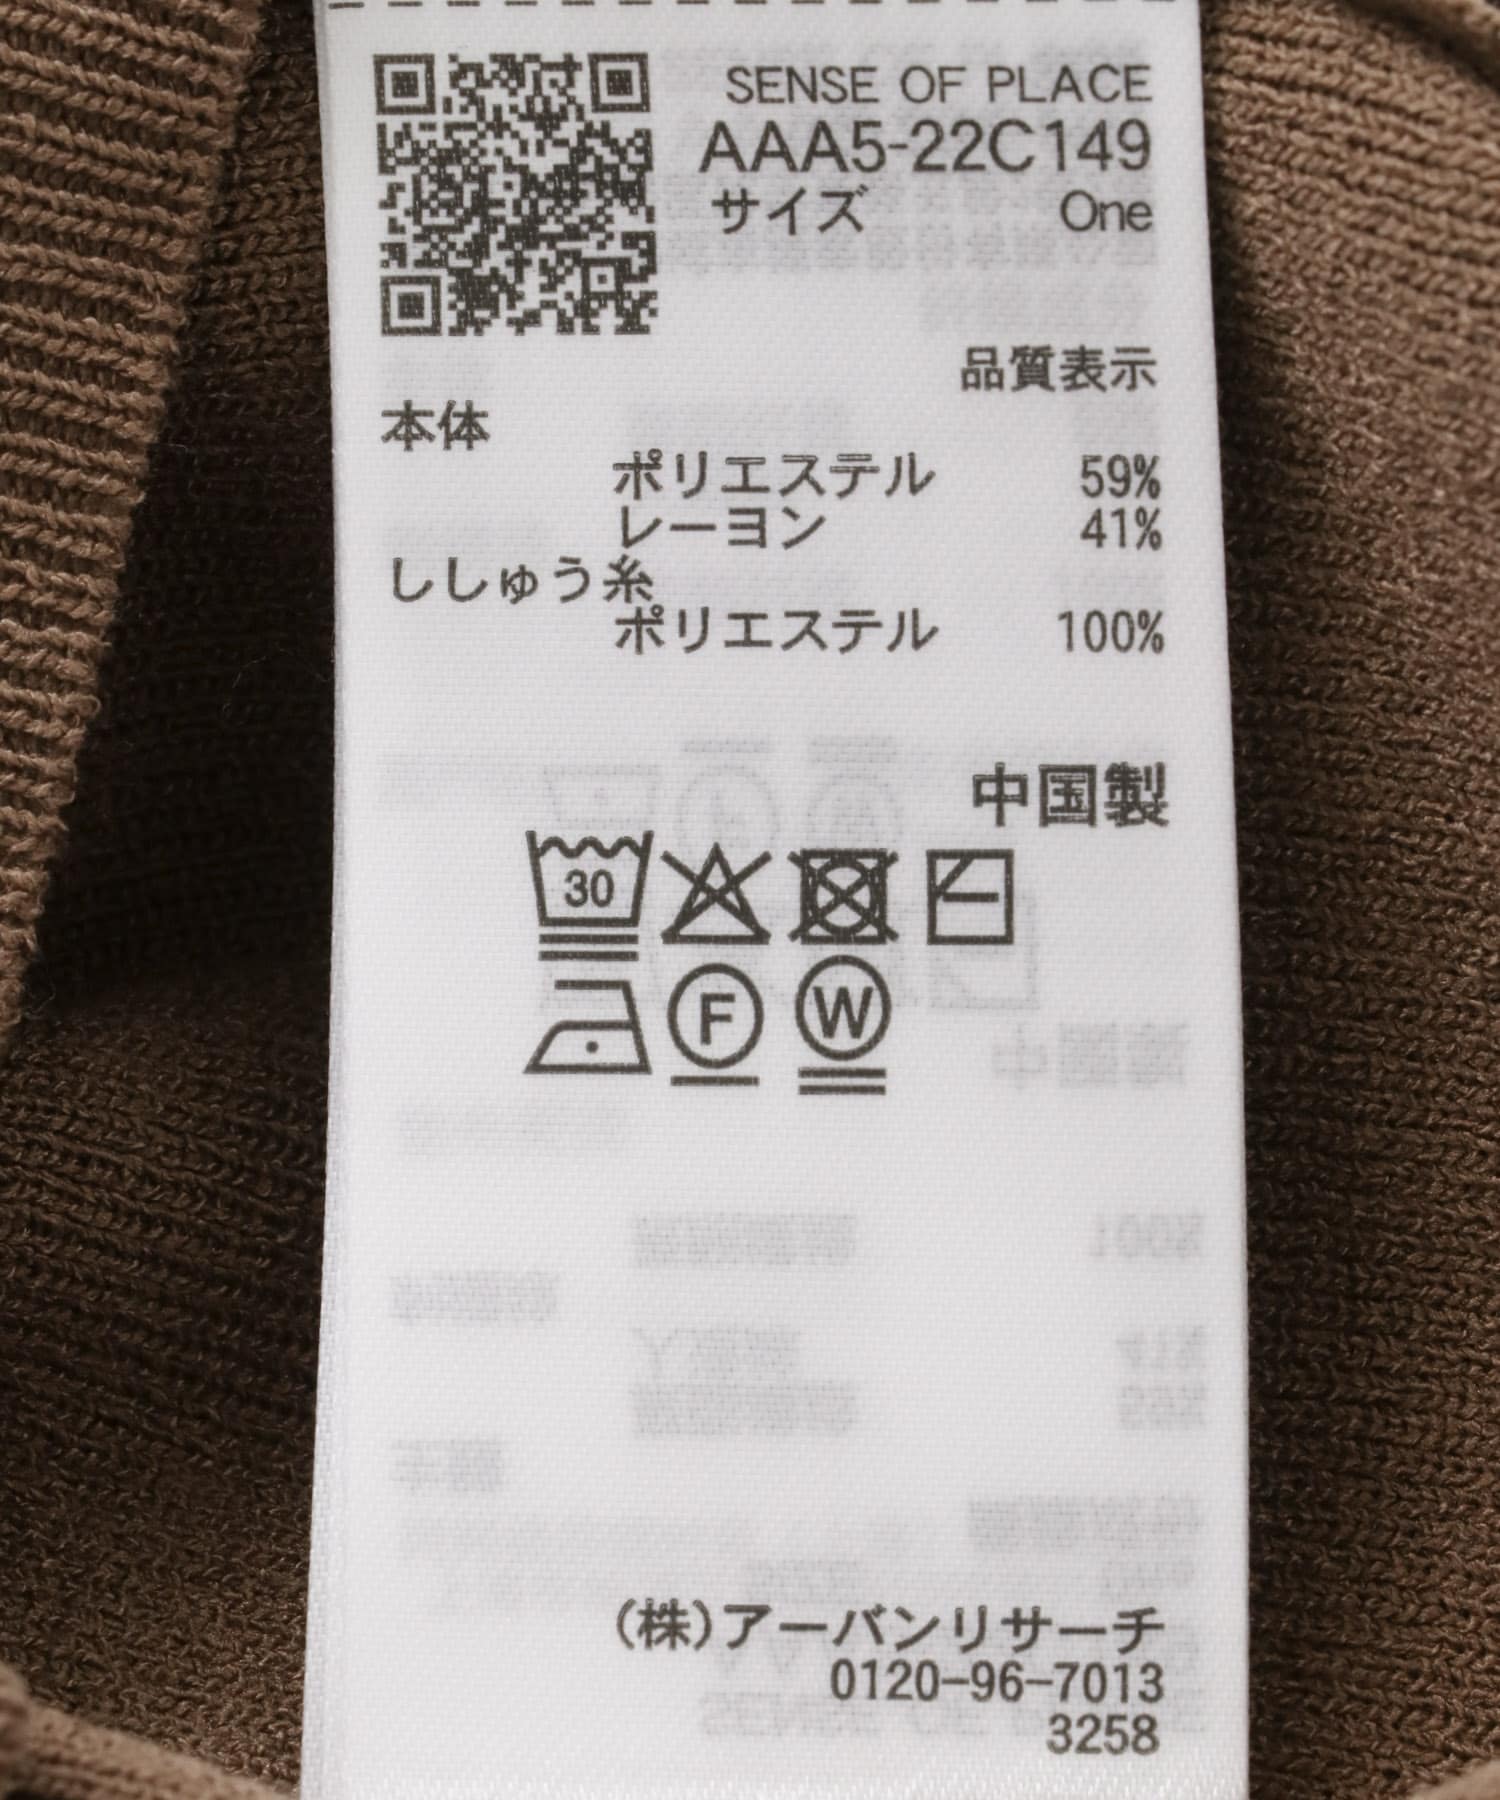 SENSE OF PLACE
AAA5-22C149
サイズ One
品質表示
本体
ポリエステル 59%
レーヨン 41%
ししゅう糸
ポリエステル 100%
中国製
30
F W
(株)アーバンリサーチ
0120-96-7013
3258